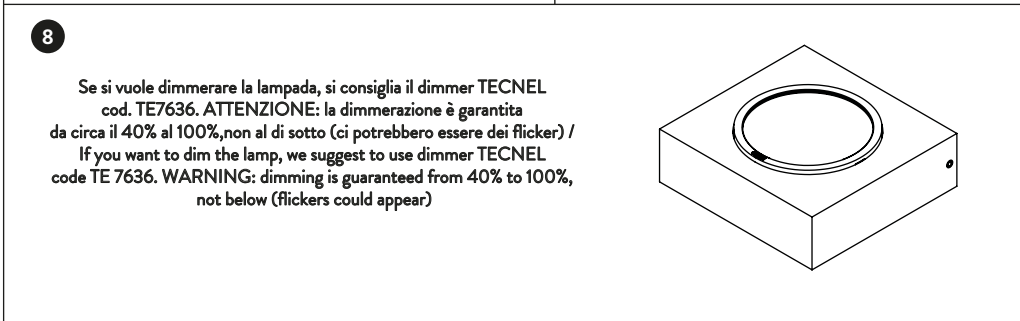 8
Se si vuole dimmerare la lampada, si consiglia il dimmer TECNEL
cod. TE7636. ATTENZIONE: la dimmerazione è garantita
da circa il 40% al 100%,non al di sotto (ci potrebbero essere dei flicker) /
If you want to dim the lamp, we suggest to use dimmer TECNEL
code TE 7636. WARNING: dimming is guaranteed from 40% to 100%,
not below (flickers could appear)